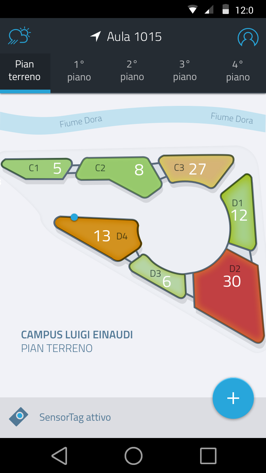 12:0
Aula 1015
Pian terreno
1° piano
2° piano
3° piano
4° piano
Fiume Dora
Fiume Dora
C1 5
C2 8
C3 27
D1
12
13 D4
D3
6
D2
30
CAMPUS LUIGI EINAUDI
PIAN TERRENO
+
SensorTag attivo